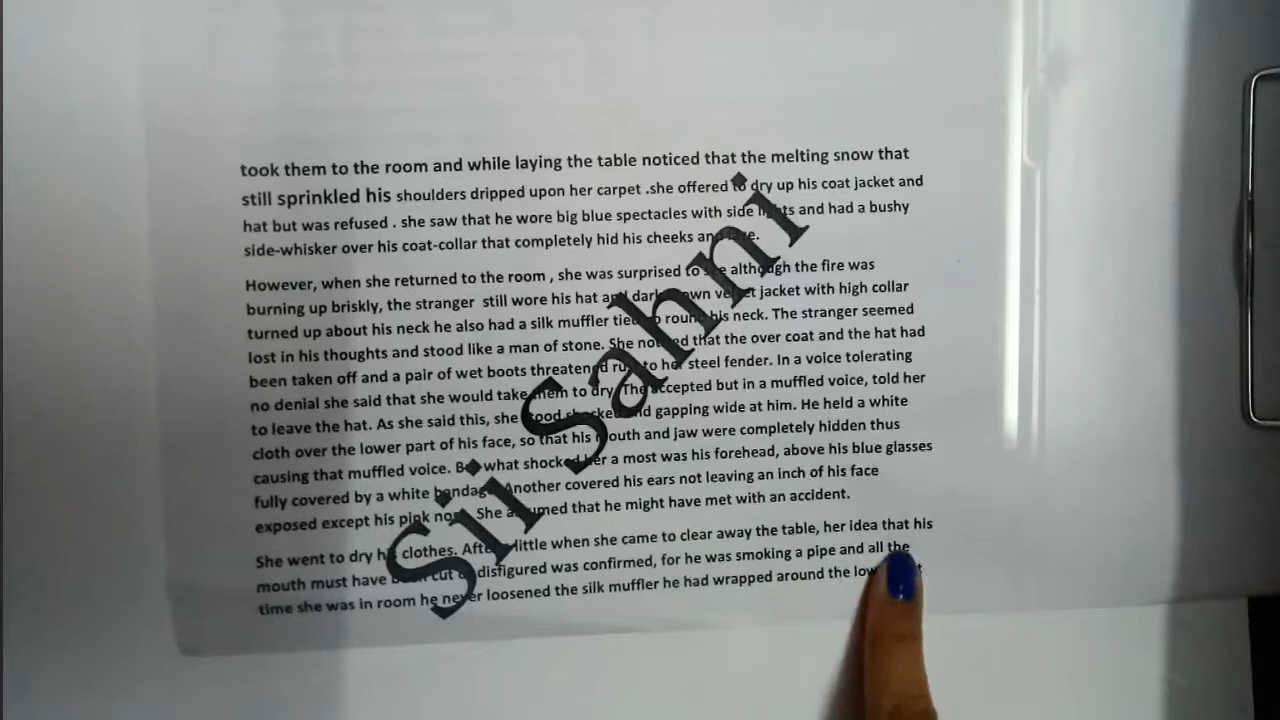 took them to the room and while laying the table noticed that the melting snow that
still sprinkled his shoulders dripped upon her carpet .she offered to dry up his coat jacket and
hat but was refused . she saw that he wore big blue spectacles with side lights and had a bushy
side-whisker over his coat-collar that completely hid his cheeks and
However, when she returned to the room , she was surprised to see although the fire was
burning up briskly, the stranger still wore his hat and dark brown velvet jacket with high collar
turned up about his neck he also had a silk muffler tied up round his neck. The stranger seemed
lost in his thoughts and stood like a man of stone. She noticed that the over coat and the hat had
been taken off and a pair of wet boots threatened rust to her steel fender. In a voice tolerating
no denial she said that she would take them to dry. The accepted but in a muffled voice, told her
to leave the hat. As she said this, she stood shocked and gapping wide at him. He held a white
cloth over the lower part of his face, so that his mouth and jaw were completely hidden thus
causing that muffled voice. But what shocked her a most was his forehead, above his blue glasses
fully covered by a white bandage. Another covered his ears not leaving an inch of his face
exposed except his pink nose. She assumed that he might have met with an accident.
She went to dry his clothes. After little when she came to clear away the table, her idea that his
mouth must have been cut or disfigured was confirmed, for he was smoking a pipe and all the
time she was in room he never loosened the silk muffler he had wrapped around the
Sii Sahni